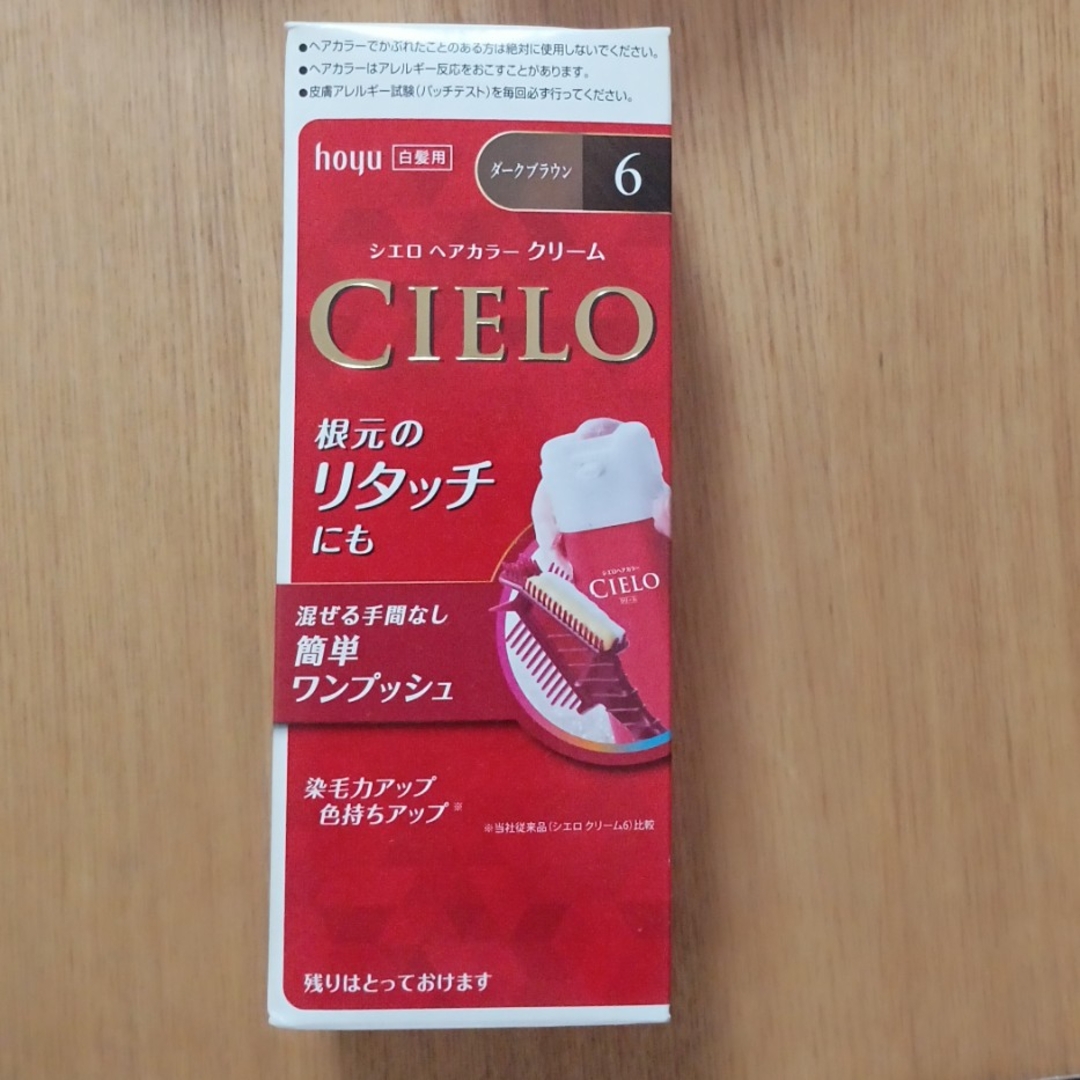 ●ヘアカラーでかぶれたことのある方は絶対に使用しないでください。
●ヘアカラーはアレルギー反応をおこすことがあります。
●皮膚アレルギー試験(パッチテスト)を毎回必ず行ってください。
hoyu 白髪用
ダークブラウン 6
シエロ ヘアカラー クリーム
CIELO
根元の
リタッチ
にも
シエロヘアカラー
CIELO
混ぜる手間なし
簡単
ワンプッシュ
染毛力アップ
色持ちアップ※
※当社従来品(シエロ クリーム6)比較
残りはとっておけます